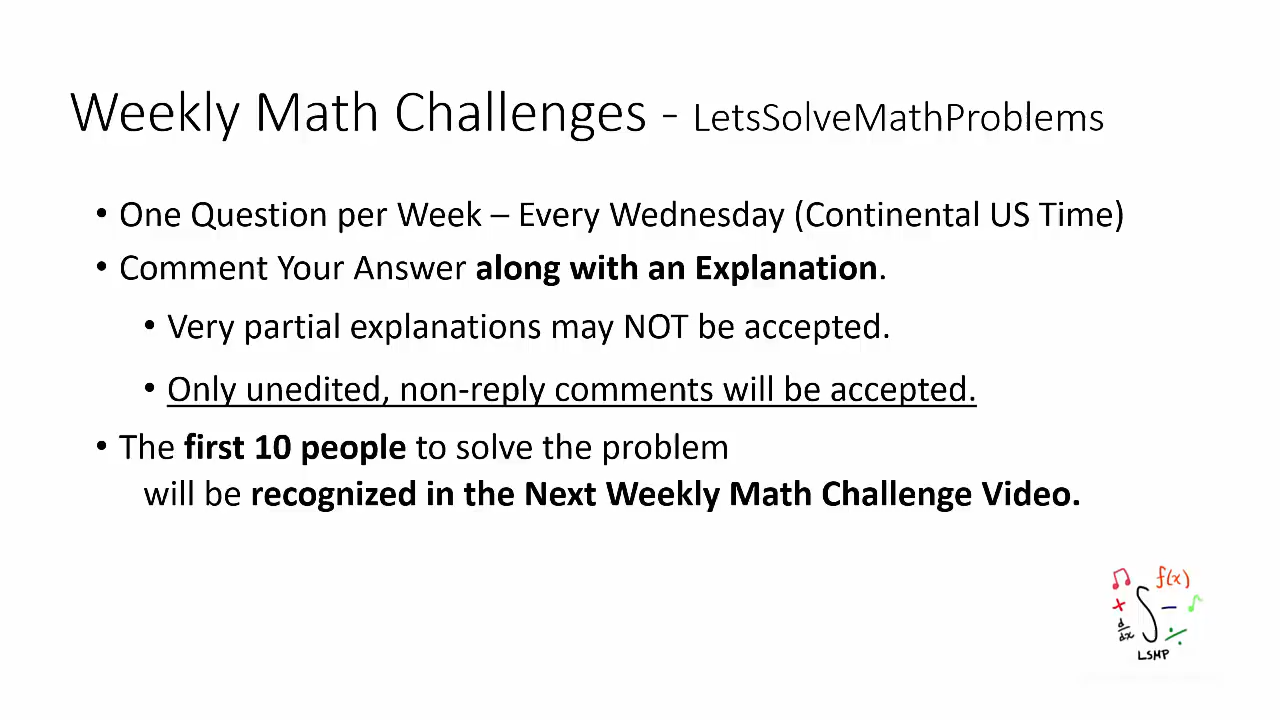 Weekly Math Challenges - LetsSolveMathProblems
• One Question per Week – Every Wednesday (Continental US Time)
• Comment Your Answer along with an Explanation.
• Very partial explanations may NOT be accepted.
• Only unedited, non-reply comments will be accepted.
• The first 10 people to solve the problem
will be recognized in the Next Weekly Math Challenge Video.
f(x)
+ ∫ –
d/dx ÷
LSMP